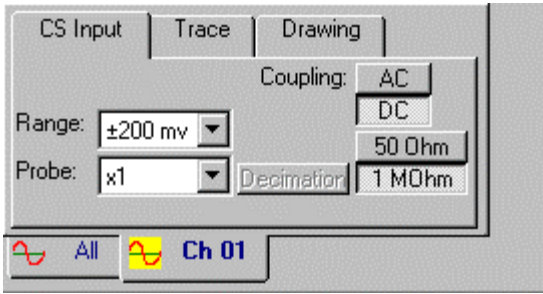 CS Input Trace Drawing
Coupling: AC
DC
Range: ±200 mv
50 Ohm
Probe: x1 Decimation 1 MOhm
All Ch 01